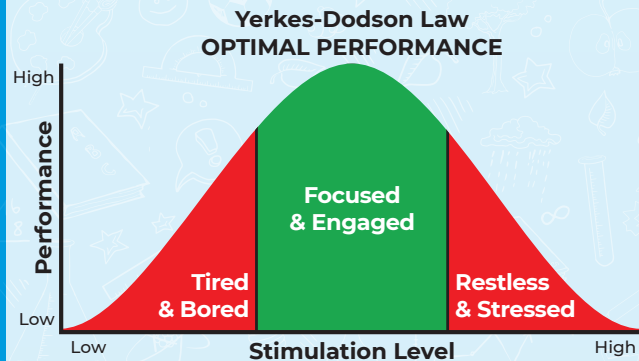 Yerkes-Dodson Law
OPTIMAL PERFORMANCE
High
Performance
Focused
& Engaged
Tired
& Bored
Restless
& Stressed
Low
Low
Stimulation Level
High